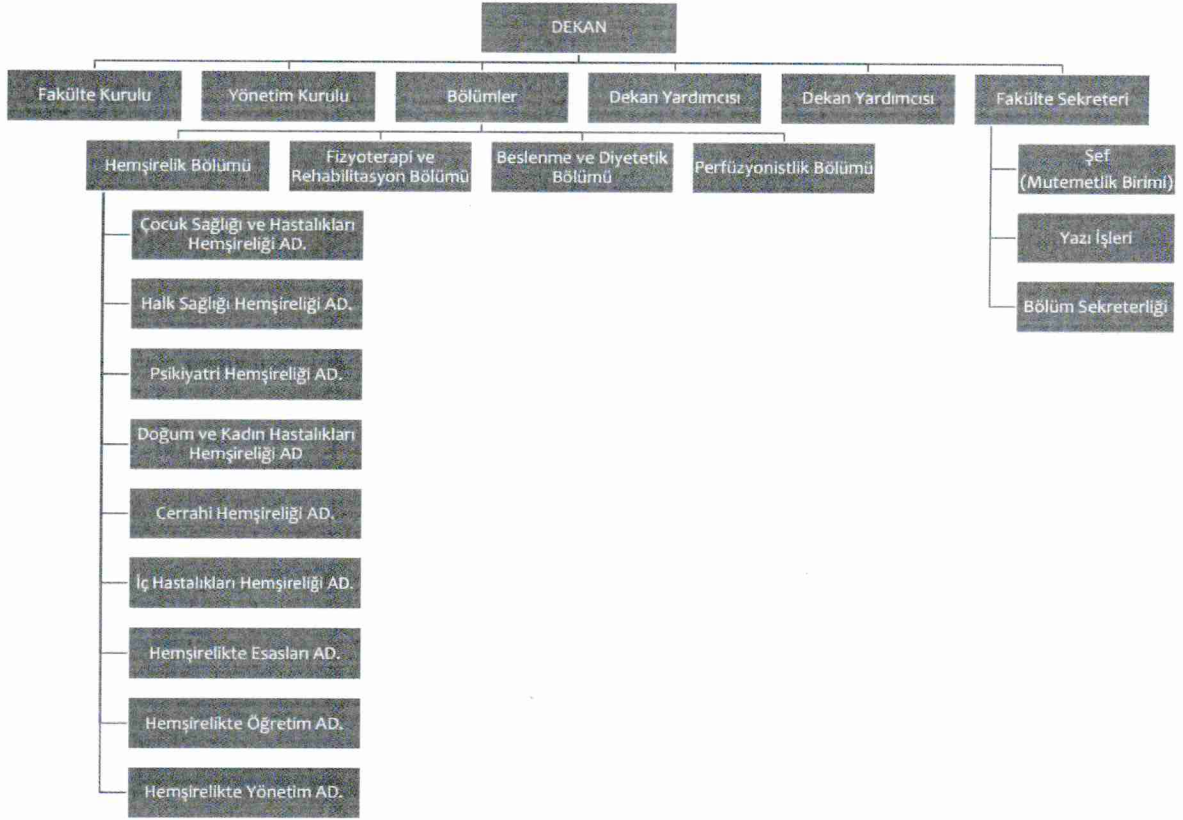 DEKAN
Fakülte Kurulu
Yönetim Kurulu
Bölümler
Dekan Yardımcısı
Dekan Yardımcısı
Fakülte Sekreteri
Hemşirelik Bölümü
Fizyoterapi ve
Rehabilitasyon Bölümü
Beslenme ve Diyetetik
Bölümü
Perfüzyonistlik Bölümü
Şef
(Mutemetlik Birimi)
Yazı İşleri
Bölüm Sekreterliği
Çocuk Sağlığı ve Hastalıkları
Hemşireliği AD.
Halk Sağlığı Hemşireliği AD.
Psikiyatri Hemşireliği AD.
Doğum ve Kadın Hastalıkları
Hemşireliği AD
Cerrahi Hemşireliği AD.
İç Hastalıkları Hemşireliği AD.
Hemşirelikte Esasları AD.
Hemşirelikte Öğretim AD.
Hemşirelikte Yönetim AD.